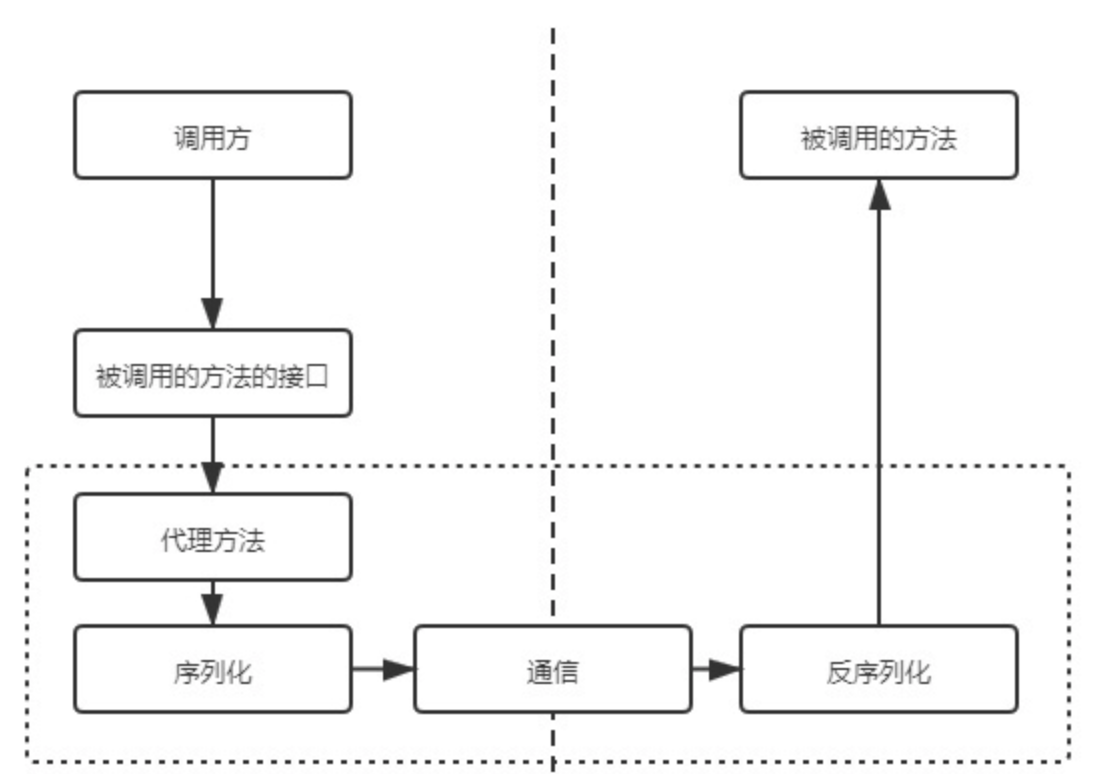 调用方
被调用的方法
被调用的方法的接口
代理方法
序列化
通信
反序列化